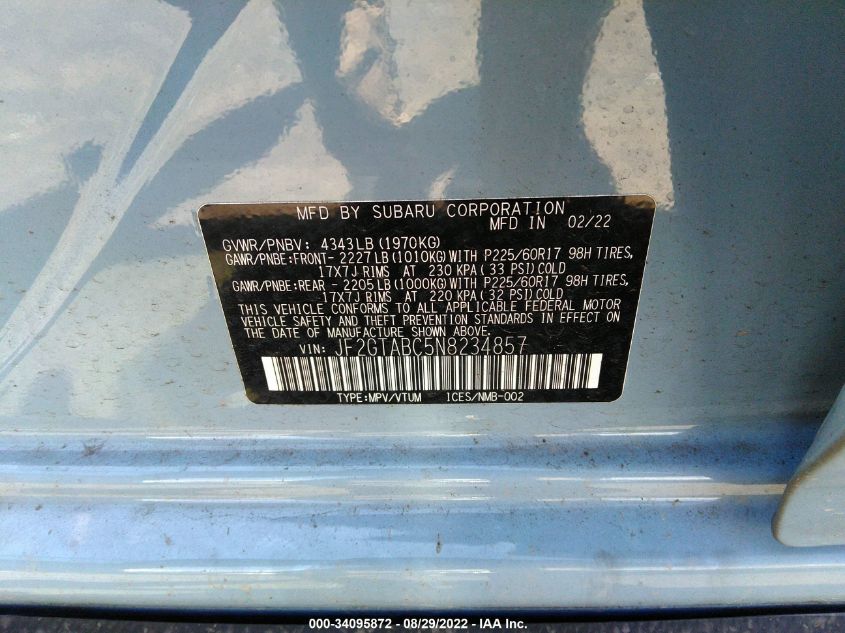 MFD BY SUBARU CORPORATION
MFD IN 02/22
GVWR/PNBV: 4343LB(1970KG)
GAWR/PNBE:FRONT- 2227LB(1010KG)WITH P225/60R17 98H TIRES,
17X7J RIMS AT 230 KPA(33 PSI)COLD
GAWR/PNBE:REAR - 2205LB(1000KG)WITH P225/60R17 98H TIRES,
17X7J RIMS AT 220 KPA(32 PSI)COLD
THIS VEHICLE CONFORMS TO ALL APPLICABLE FEDERAL MOTOR
VEHICLE SAFETY AND THEFT PREVENTION STANDARDS IN EFFECT ON
THE DATE OF MANUFACTURE SHOWN ABOVE.
VIN: JF2GTABC5N8234857
TYPE:MPV/VTUM ICES/NMB-002
000-34095872 - 08/29/2022 - IAA Inc.